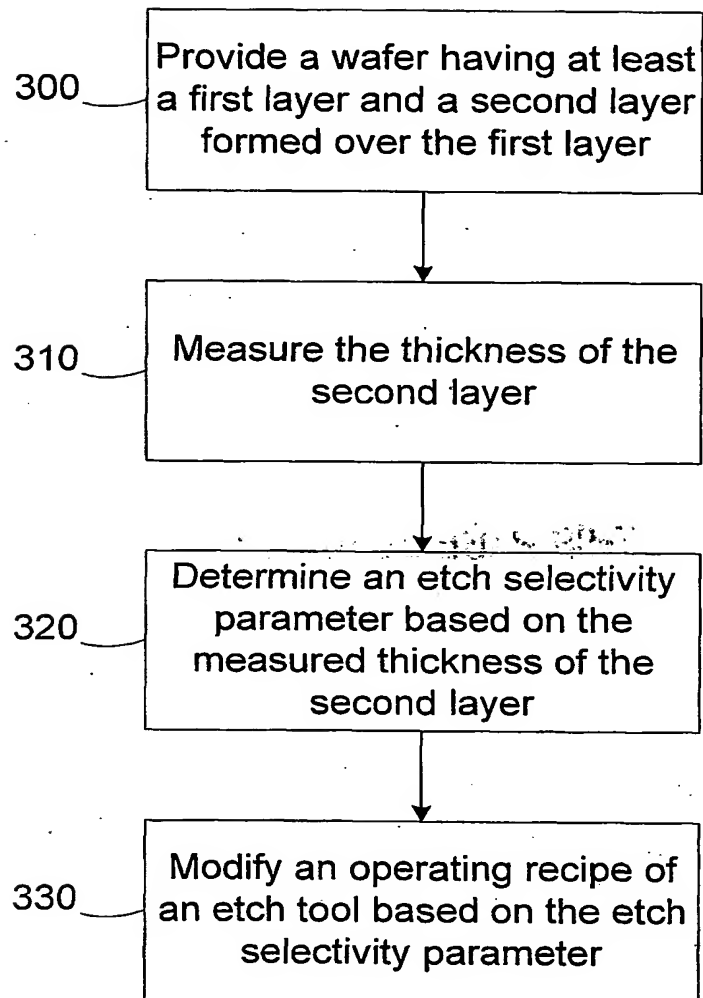 300
Provide a wafer having at least
a first layer and a second layer
formed over the first layer
310
Measure the thickness of the
second layer
320
Determine an etch selectivity
parameter based on the
measured thickness of the
second layer
330
Modify an operating recipe of
an etch tool based on the etch
selectivity parameter